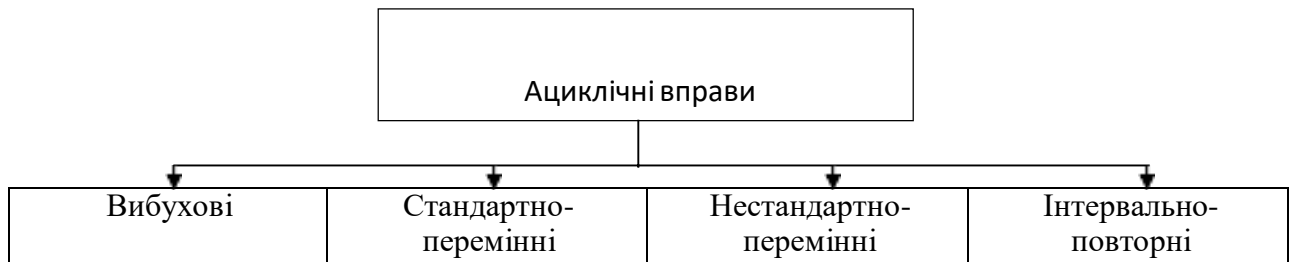 Ациклічні вправи
Вибухові
Стандартно-
перемінні
Нестандартно-
перемінні
Інтервально-
повторні